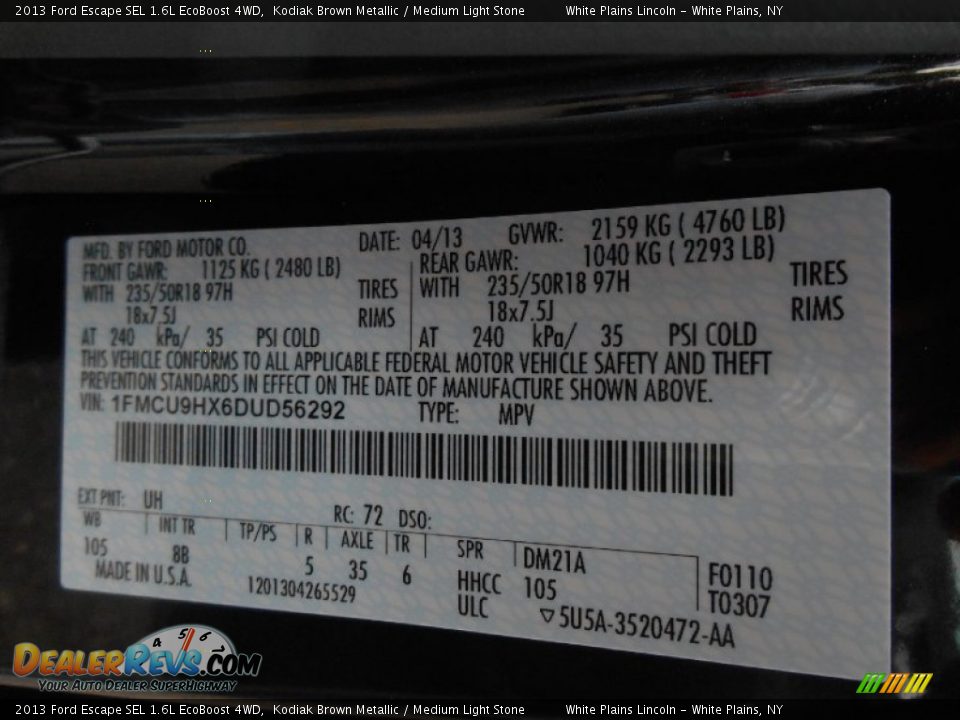 2013 Ford Escape SEL 1.6L EcoBoost 4WD, Kodiak Brown Metallic / Medium Light Stone White Plains Lincoln - White Plains, NY
MFD. BY FORD MOTOR CO. DATE: 04/13 GVWR: 2159 KG ( 4760 LB)
FRONT GAWR: 1125 KG ( 2480 LB) REAR GAWR: 1040 KG ( 2293 LB)
WITH 235/50R18 97H TIRES WITH 235/50R18 97H TIRES
18x7.5J RIMS 18x7.5J RIMS
AT 240 kPa/ 35 PSI COLD AT 240 kPa/ 35 PSI COLD
THIS VEHICLE CONFORMS TO ALL APPLICABLE FEDERAL MOTOR VEHICLE SAFETY AND THEFT
PREVENTION STANDARDS IN EFFECT ON THE DATE OF MANUFACTURE SHOWN ABOVE.
VIN: 1FMCU9HX6DUD56292 TYPE: MPV
EXT PNT: UH RC: 72 DSO:
WB INT TR TP/PS R AXLE TR SPR DM21A F0110
105 8B 5 35 6 HHCC 105 T0307
MADE IN U.S.A. 1201304265529 ULC ▽5U5A-3520472-AA
4 5 6
DEALERREVS.COM
YOUR AUTO DEALER SUPERHIGHWAY
2013 Ford Escape SEL 1.6L EcoBoost 4WD, Kodiak Brown Metallic / Medium Light Stone White Plains Lincoln - White Plains, NY